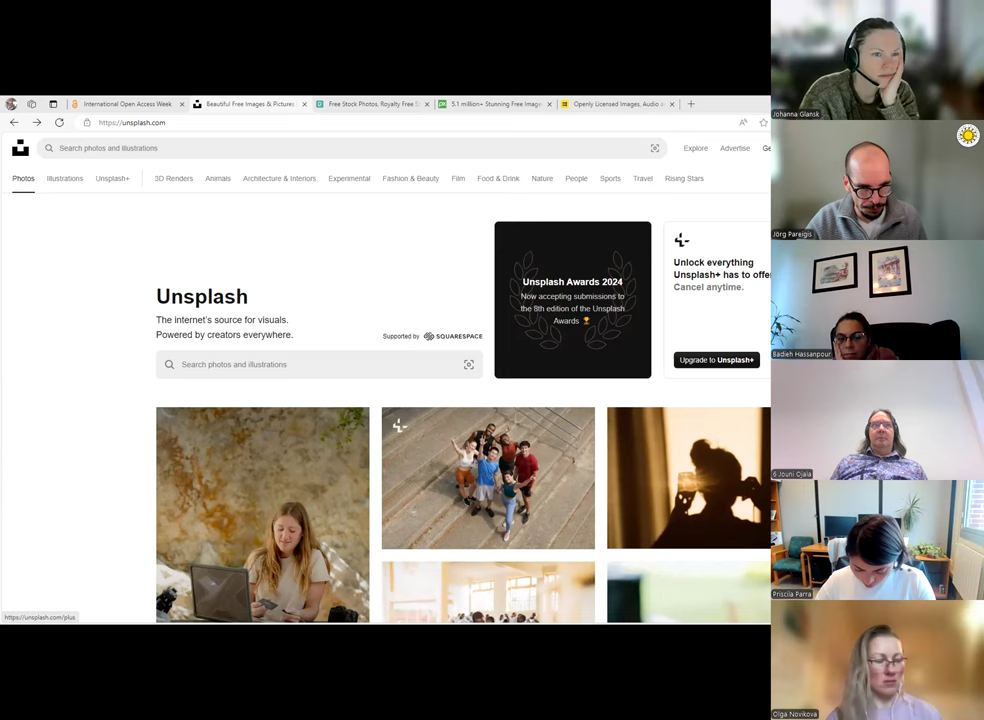 International Open Access Week
Beautiful Free Images & Pictures
Free Stock Photos, Royalty Free S
5.1 million+ Stunning Free Image
Openly Licensed Images, Audio a
https://unsplash.com
Search photos and illustrations
Explore
Advertise
Ge
Photos
Illustrations
Unsplash+
3D Renders
Animals
Architecture & Interiors
Experimental
Fashion & Beauty
Film
Food & Drink
Nature
People
Sports
Travel
Rising Stars
Unsplash
The internet's source for visuals.
Powered by creators everywhere.
Supported by SQUARESPACE
Search photos and illustrations
Unsplash Awards 2024
Now accepting submissions to
the 8th edition of the Unsplash
Awards
Unlock everything
Unsplash+ has to offe
Cancel anytime.
Upgrade to Unsplash+
https://unsplash.com/plus
Johanna Glansk
Jörg Pareigis
Badieh Hassanpour
6 Jouni Ojala
Priscila Parra
Olga Novikova